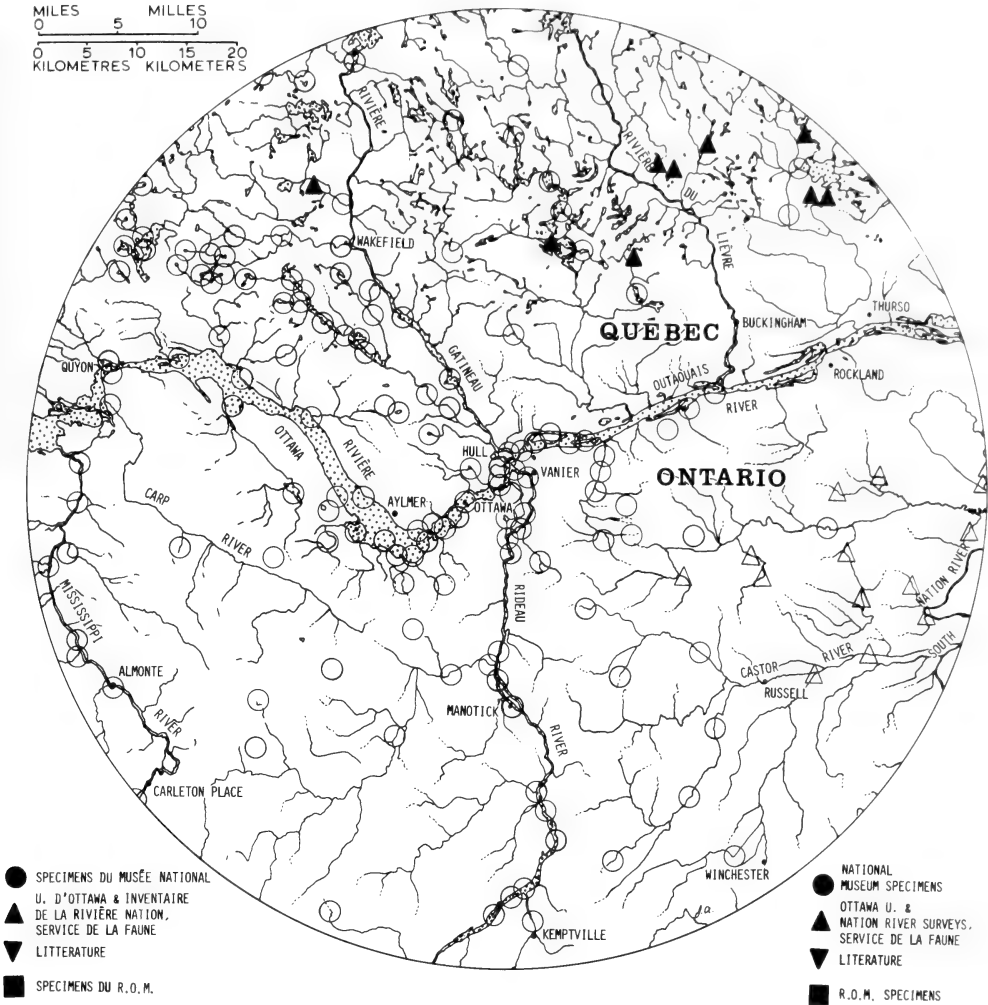 MILES MILLES
0 5 10
0 5 10 15 20
KILOMETRES KILOMETERS
RIVIÈRE
RIVIÈRE
DU
LIÈVRE
WAKEFIELD
GATINEAU
QUÉBEC
BUCKINGHAM
THURSO
QUYON
OUTAOUAIS
ROCKLAND
RIVER
OTTAWA
RIVIÈRE
HULL
VANIER
ONTARIO
CARP
AYLMER
OTTAWA
RIVER
RIDEAU
NATION RIVER
MISSISSIPPI
SOUTH
CASTOR
RIVER
ALMONTE
RUSSELL
RIVER
MANOTICK
RIVER
CARLETON PLACE
WINCHESTER
KEMPTVILLE
j.a.
SPECIMENS DU MUSÉE NATIONAL
U. D'OTTAWA & INVENTAIRE
DE LA RIVIÈRE NATION,
SERVICE DE LA FAUNE
LITTERATURE
SPECIMENS DU R.O.M.
NATIONAL
MUSEUM SPECIMENS
OTTAWA U. &
NATION RIVER SURVEYS,
SERVICE DE LA FAUNE
LITERATURE
R.O.M. SPECIMENS